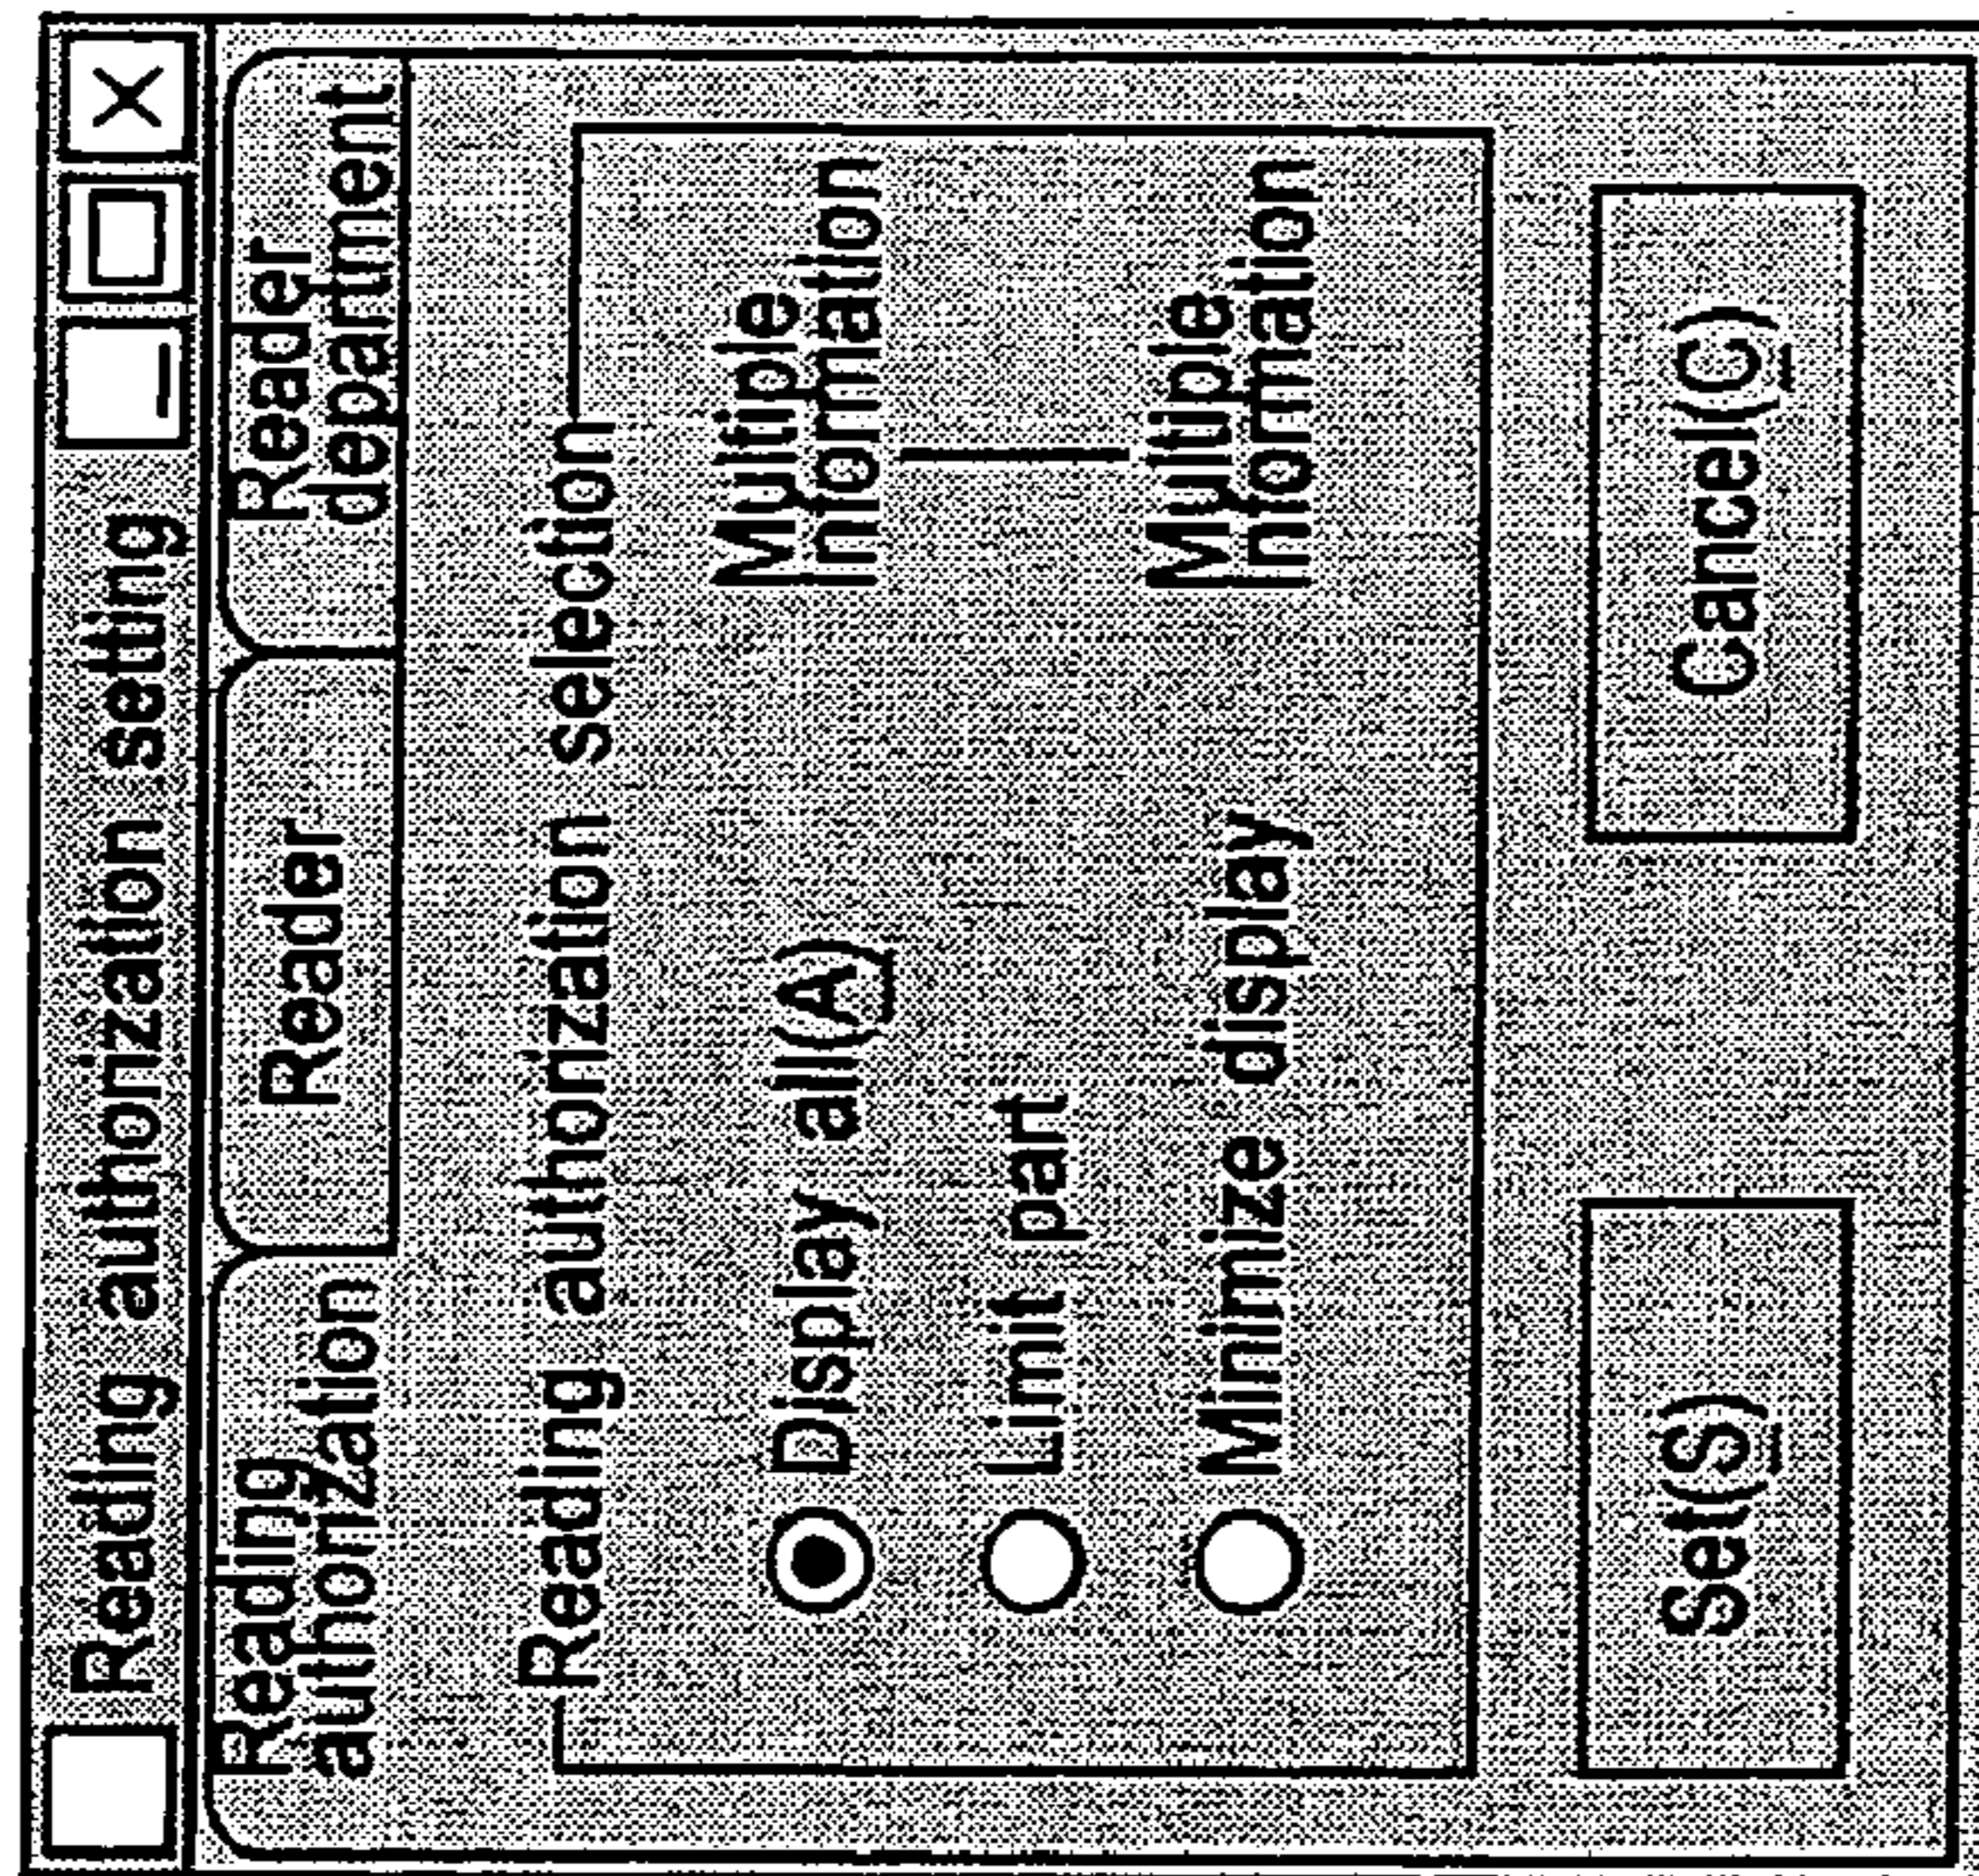 Reading authorization setting
Reading
authorization
Reader
Reader
department
Reading authorization selection
Display all(A)
Multiple
information
Limit part
Minimize display
Multiple
information
Set(S)
Cancel(C)